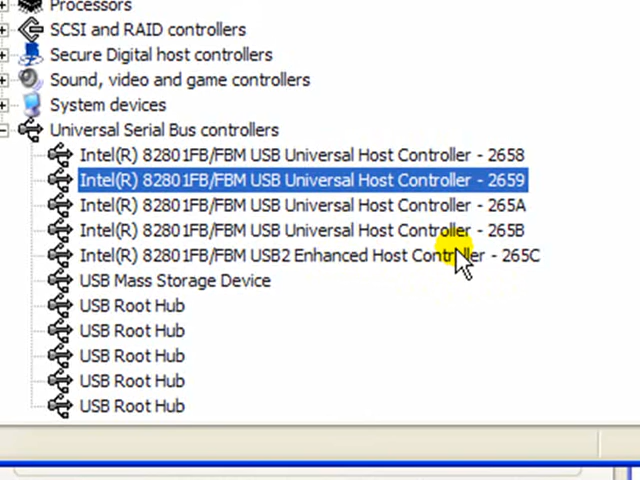 Processors
SCSI and RAID controllers
Secure Digital host controllers
Sound, video and game controllers
System devices
Universal Serial Bus controllers
Intel(R) 82801FB/FBM USB Universal Host Controller - 2658
Intel(R) 82801FB/FBM USB Universal Host Controller - 2659
Intel(R) 82801FB/FBM USB Universal Host Controller - 265A
Intel(R) 82801FB/FBM USB Universal Host Controller - 265B
Intel(R) 82801FB/FBM USB2 Enhanced Host Controller - 265C
USB Mass Storage Device
USB Root Hub
USB Root Hub
USB Root Hub
USB Root Hub
USB Root Hub